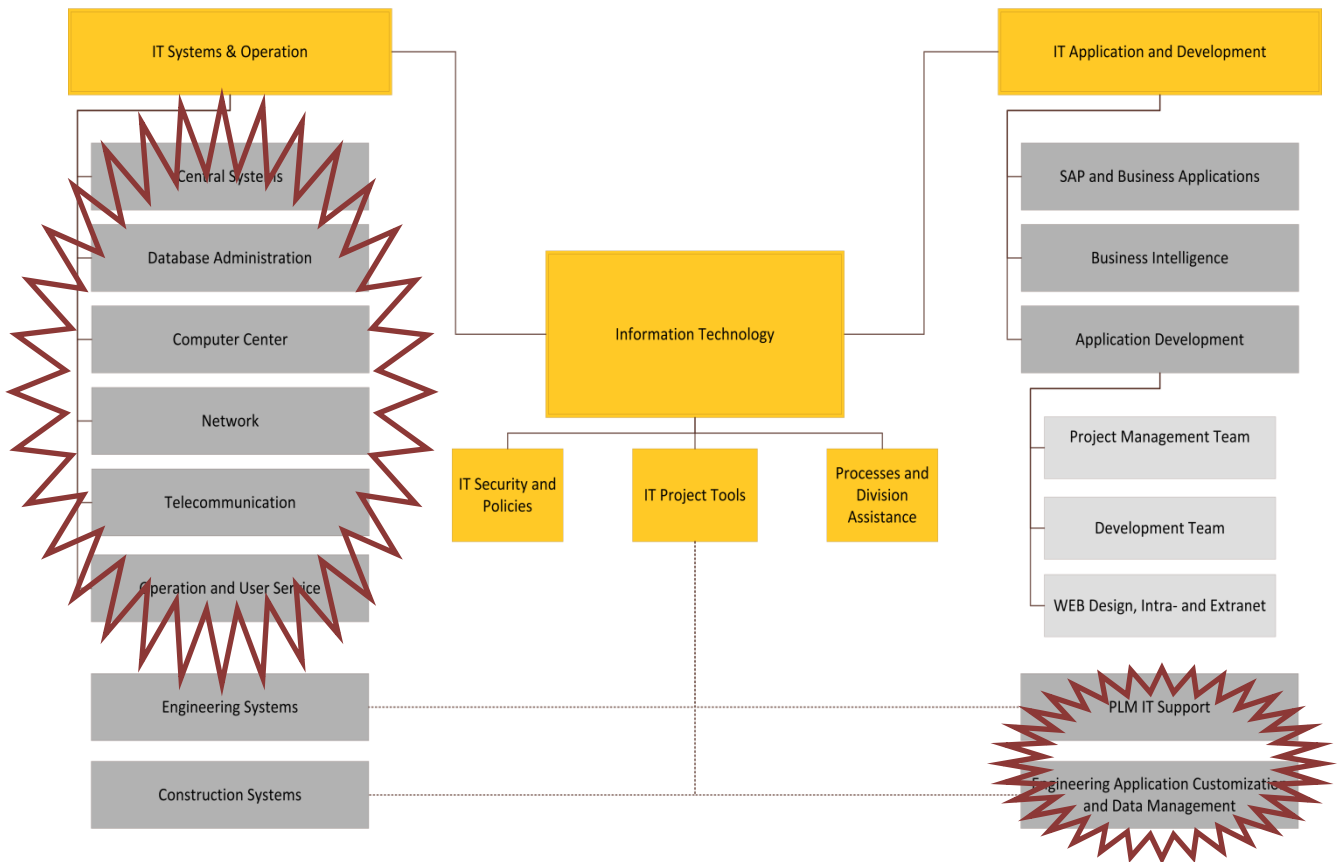 IT Systems & Operation
IT Application and Development
Central Systems
Database Administration
Computer Center
Network
Telecommunication
Operation and User Service
Engineering Systems
Construction Systems
Information Technology
IT Security and
Policies
IT Project Tools
Processes and
Division
Assistance
SAP and Business Applications
Business Intelligence
Application Development
Project Management Team
Development Team
WEB Design, Intra- and Extranet
PLM IT Support
Engineering Application Customization
and Data Management